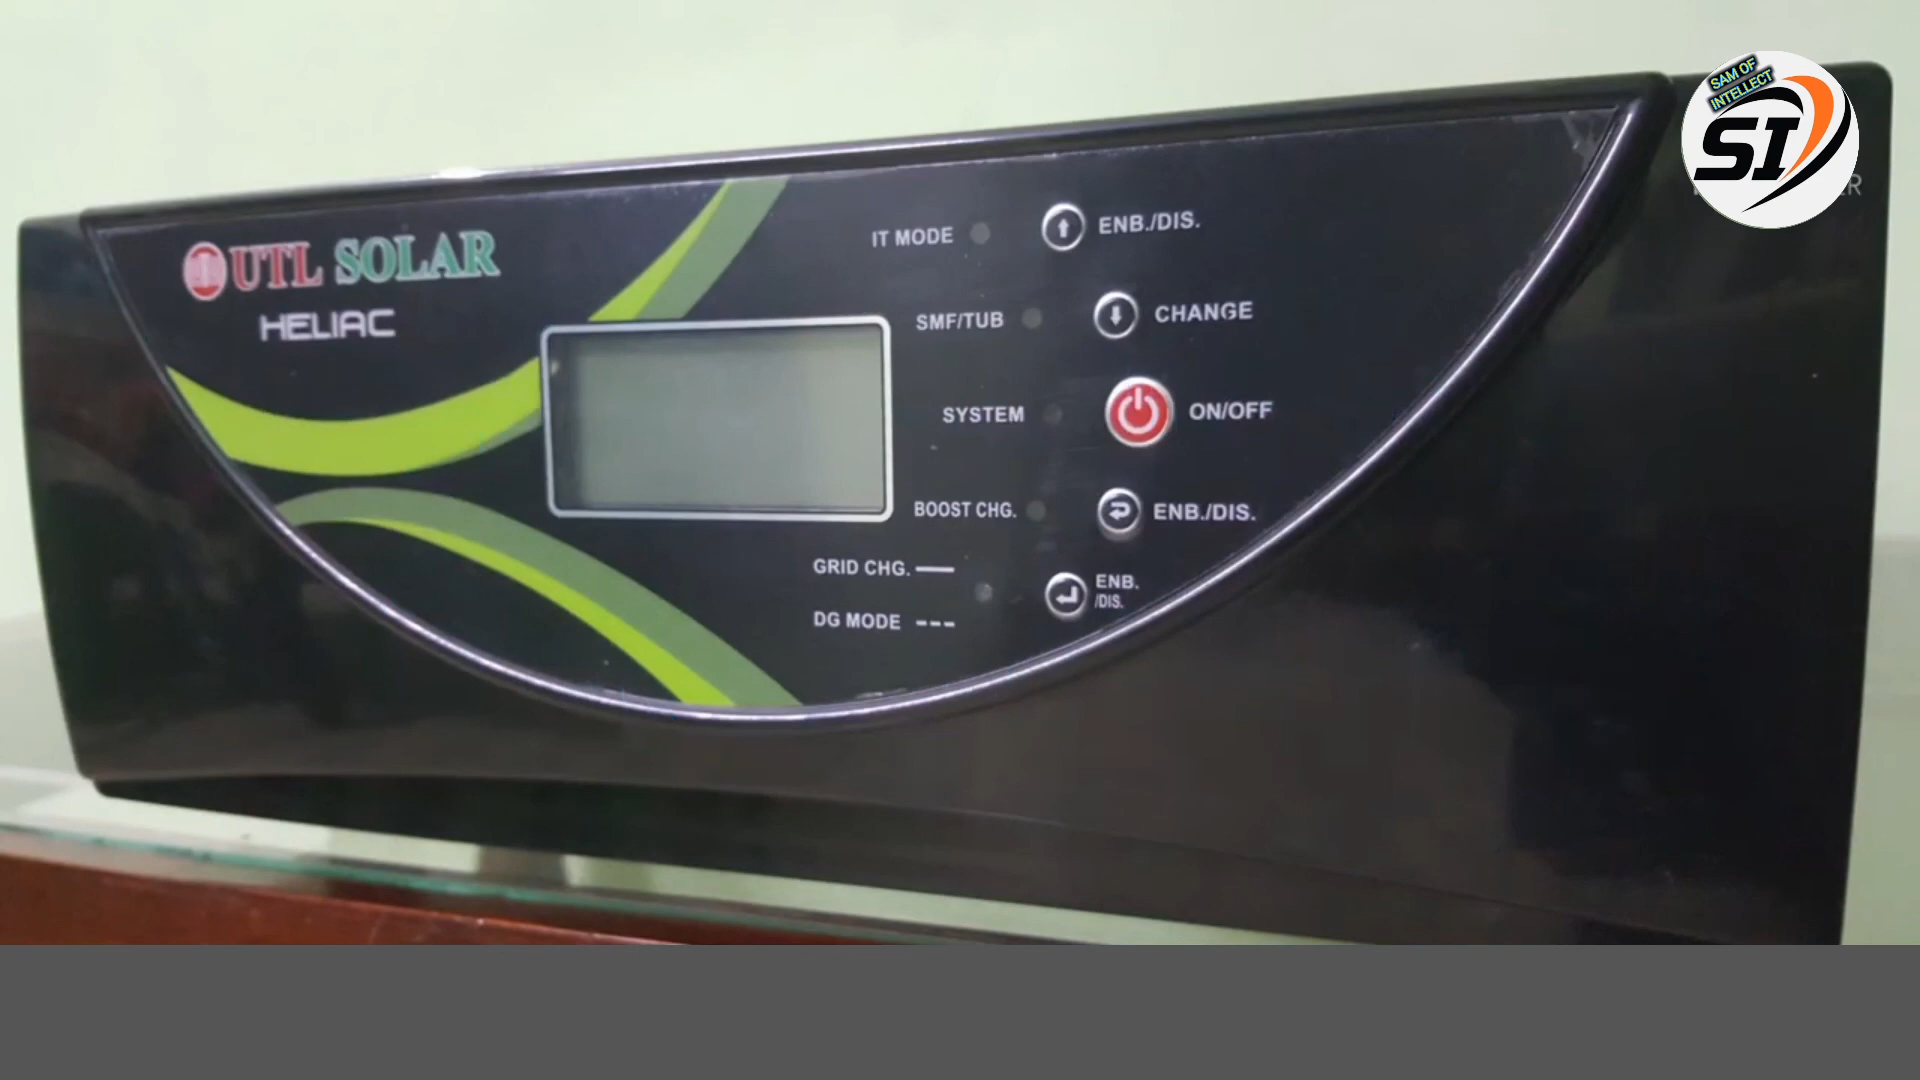 SAM OF
INTELLECT
SI
UTL SOLAR
HELIAC
IT MODE
ENB./DIS.
SMF/TUB
CHANGE
SYSTEM
ON/OFF
BOOST CHG.
ENB./DIS.
GRID CHG.
ENB.
/DIS.
DG MODE